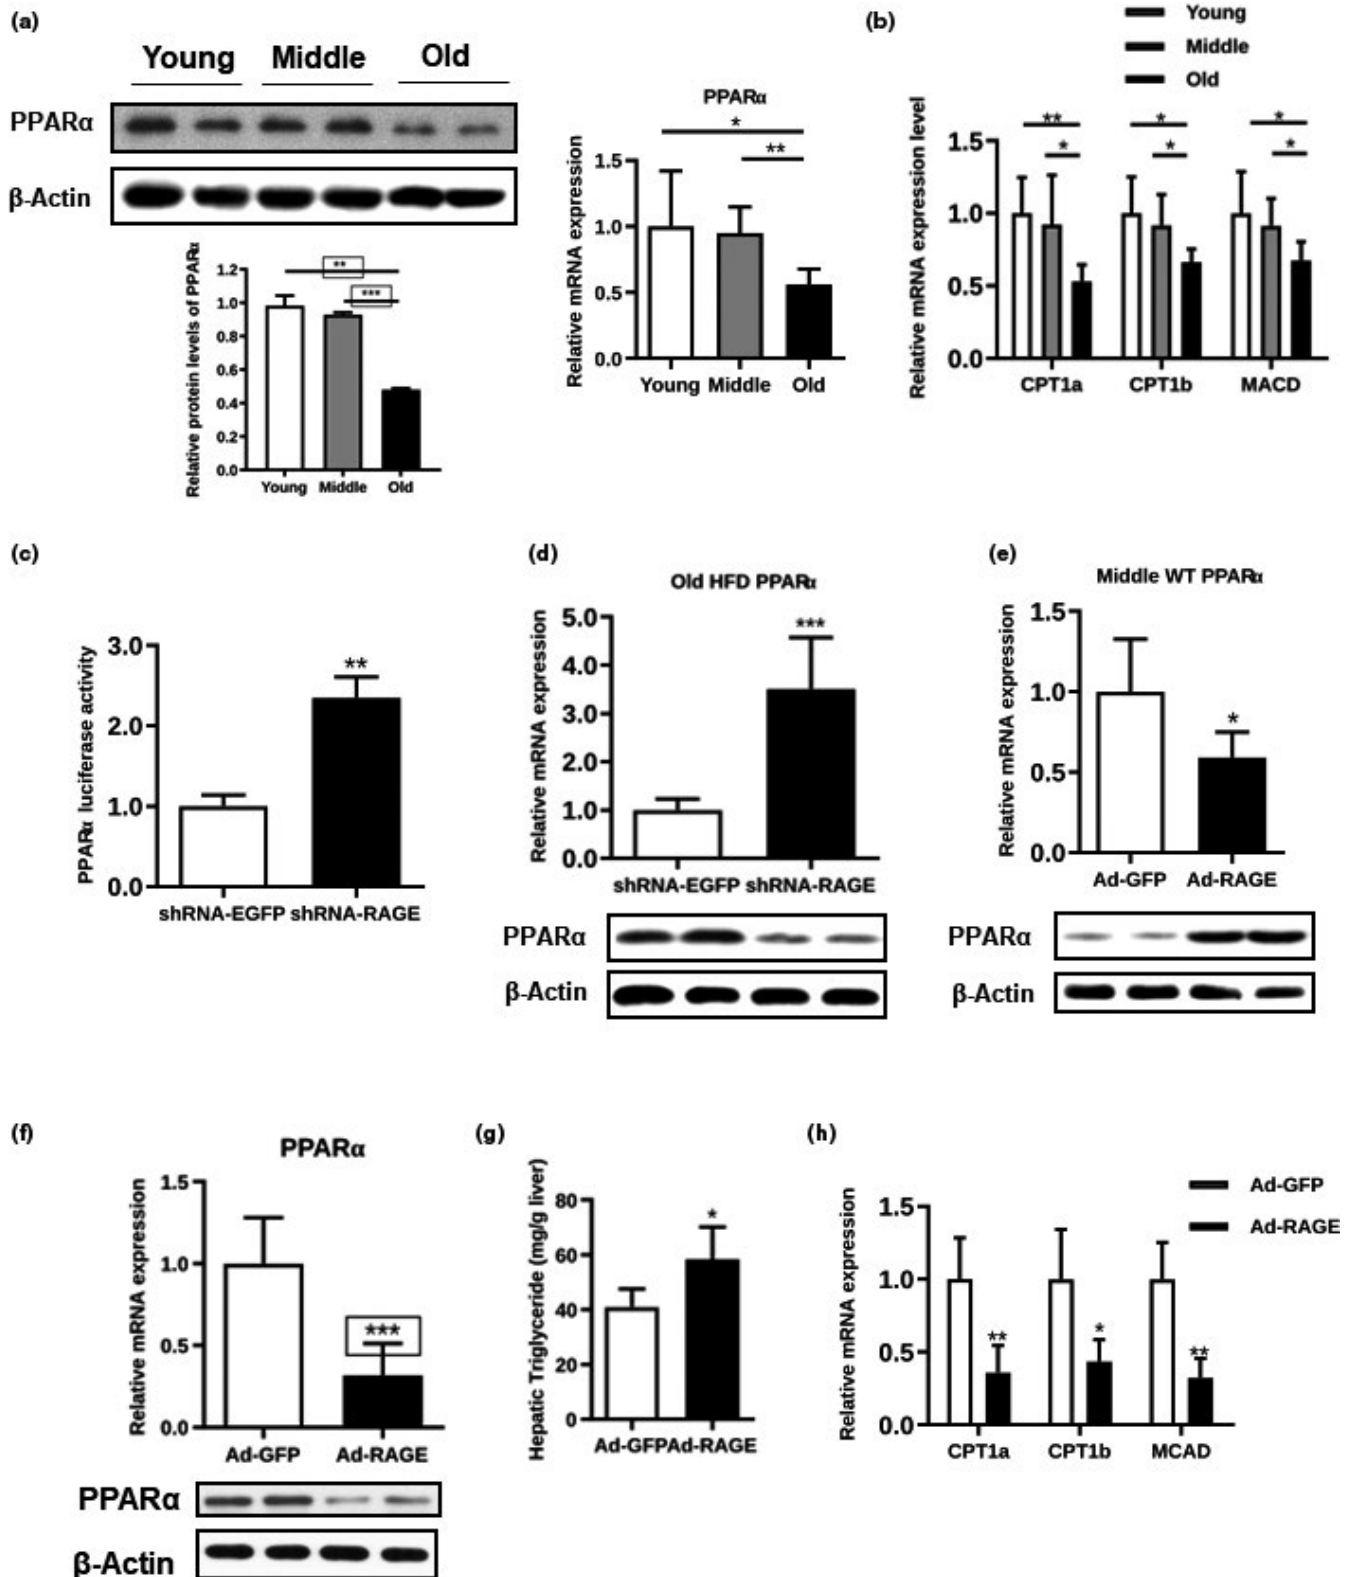 (a)
Young Middle Old
PPARα
β-Actin
Relative protein levels of PPARα
1.2
1.0
0.8
0.6
0.4
0.2
0.0
**
***
Young Middle Old
PPARα
Relative mRNA expression
1.5
1.0
0.5
0.0
*
**
Young Middle Old
(b)
Young
Middle
Old
Relative mRNA expression level
1.5
1.0
0.5
0.0
** * *
* * *
CPT1a CPT1b MACD
(c)
PPARα luciferase activity
3.0
2.0
1.0
0.0
**
shRNA-EGFP shRNA-RAGE
(d)
Old HFD PPARα
Relative mRNA expression
5.0
4.0
3.0
2.0
1.0
0.0
***
shRNA-EGFP shRNA-RAGE
PPARα
β-Actin
(e)
Middle WT PPARα
Relative mRNA expression
1.5
1.0
0.5
0.0
*
Ad-GFP Ad-RAGE
PPARα
β-Actin
(f)
PPARα
Relative mRNA expression
1.5
1.0
0.5
0.0
***
Ad-GFP Ad-RAGE
PPARα
β-Actin
(g)
Hepatic Triglyceride (mg/g liver)
80
60
40
20
0
*
Ad-GFPAd-RAGE
(h)
Ad-GFP
Ad-RAGE
Relative mRNA expression
1.5
1.0
0.5
0.0
** * **
CPT1a CPT1b MCAD